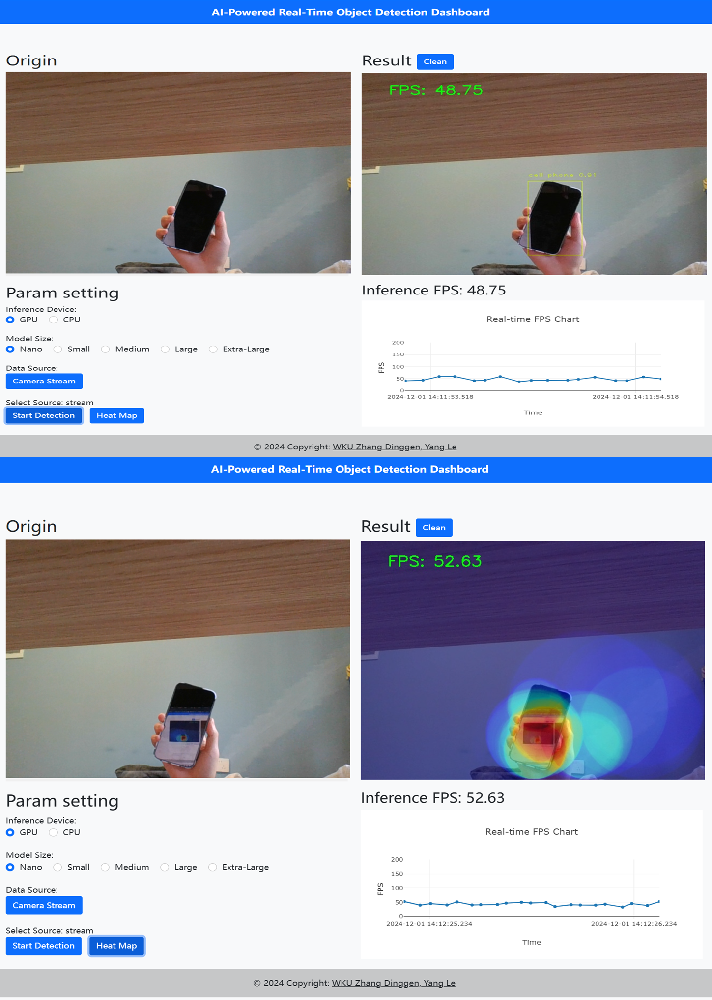 AI-Powered Real-Time Object Detection Dashboard
Origin
Result Clean
FPS: 48.75
cell phone 0.91
Param setting
Inference Device:
GPU CPU
Model Size:
Nano Small Medium Large Extra-Large
Data Source:
Camera Stream
Select Source: stream
Start Detection Heat Map
Inference FPS: 48.75
Real-time FPS Chart
200
150
100
50
0
FPS
2024-12-01 14:11:53.518 2024-12-01 14:11:54.518
Time
© 2024 Copyright: WKU Zhang Dinggen, Yang Le
AI-Powered Real-Time Object Detection Dashboard
Origin
Result Clean
FPS: 52.63
Param setting
Inference Device:
GPU CPU
Model Size:
Nano Small Medium Large Extra-Large
Data Source:
Camera Stream
Select Source: stream
Start Detection Heat Map
Inference FPS: 52.63
Real-time FPS Chart
200
150
100
50
0
FPS
2024-12-01 14:12:25.234 2024-12-01 14:12:26.234
Time
© 2024 Copyright: WKU Zhang Dinggen, Yang Le